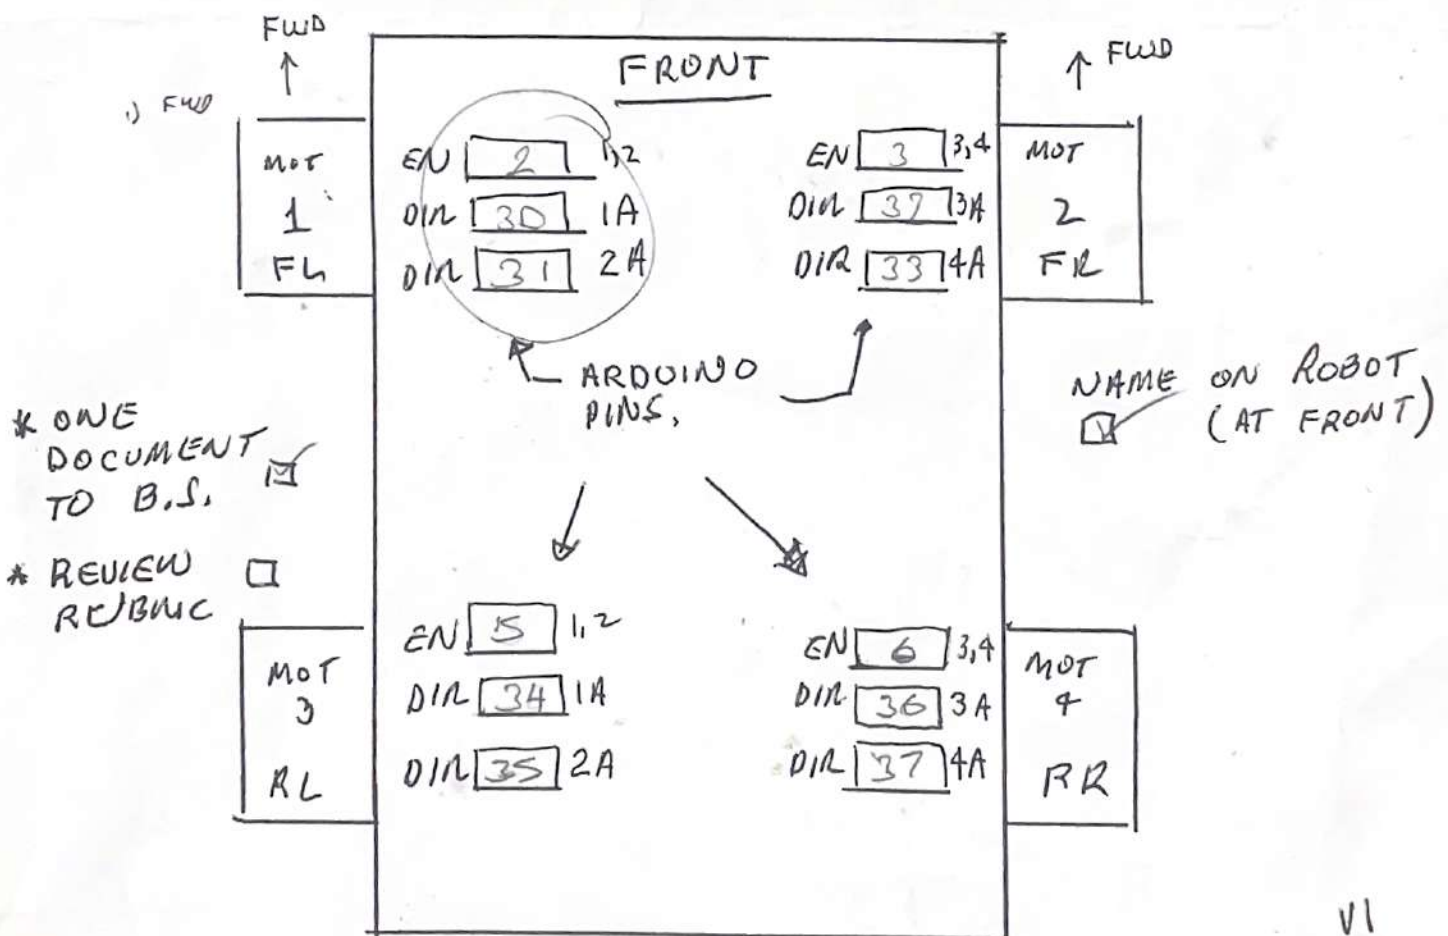 FWD
FWD
1) FWD
FRONT
EN 2 1,2
EN 3 3,4
DIR 30 1A
DIR 37 3A
DIR 31 2A
DIR 33 4A
MOT
1
FL
MOT
2
FR
ARDUINO
PINS.
* ONE
DOCUMENT
TO B.S.
* REVIEW
RUBRIC
NAME ON ROBOT
(AT FRONT)
EN 5 1,2
EN 6 3,4
DIR 34 1A
DIR 36 3A
DIR 35 2A
DIR 37 4A
MOT
3
RL
MOT
4
RR
V1